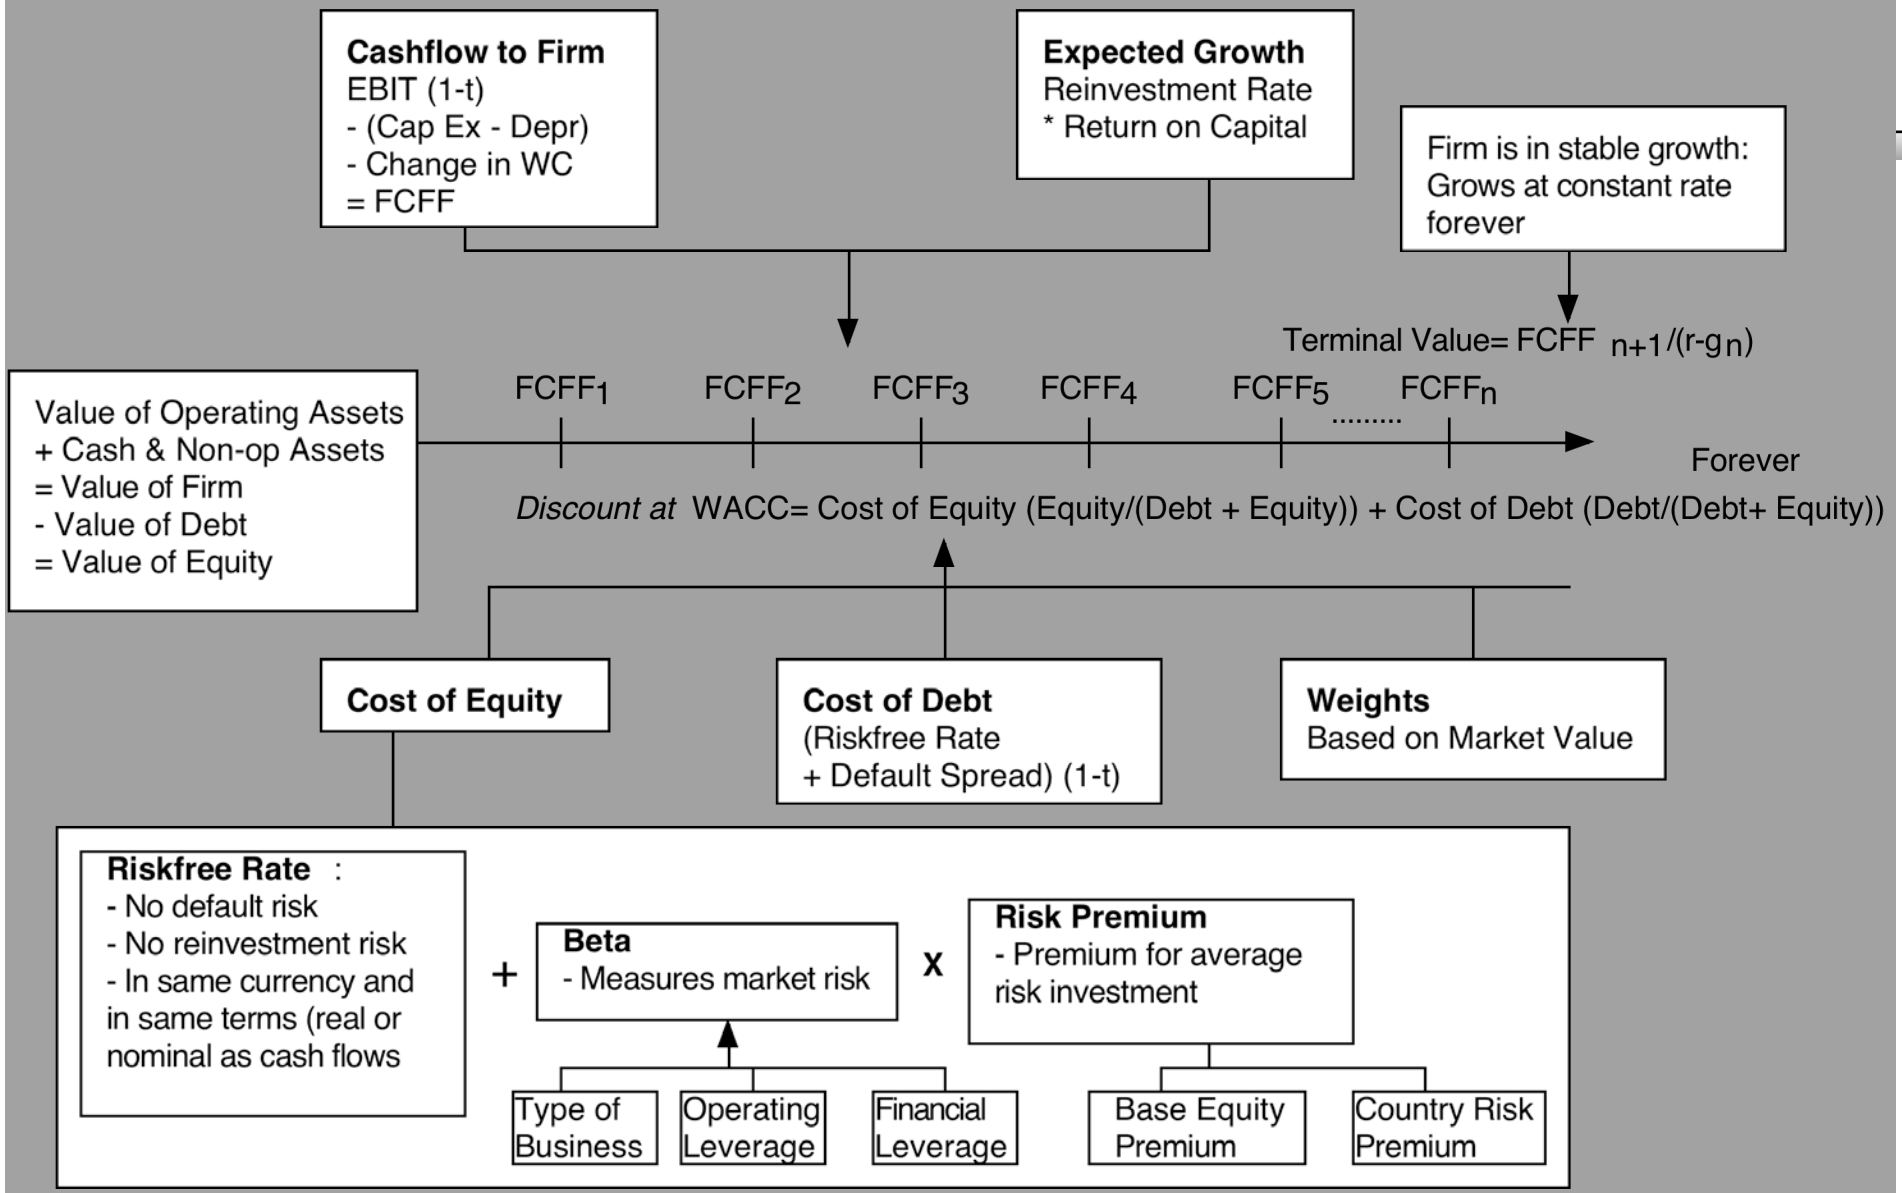 Cashflow to Firm
EBIT (1-t)
- (Cap Ex - Depr)
- Change in WC
= FCFF
Expected Growth
Reinvestment Rate
* Return on Capital
Firm is in stable growth:
Grows at constant rate
forever
Terminal Value= FCFF n+1/(r-gn)
FCFF1 FCFF2 FCFF3 FCFF4 FCFF5 ......... FCFFn
Forever
Value of Operating Assets
+ Cash & Non-op Assets
= Value of Firm
- Value of Debt
= Value of Equity
Discount at WACC= Cost of Equity (Equity/(Debt + Equity)) + Cost of Debt (Debt/(Debt+ Equity))
Cost of Equity
Cost of Debt
(Riskfree Rate
+ Default Spread) (1-t)
Weights
Based on Market Value
Riskfree Rate :
- No default risk
- No reinvestment risk
- In same currency and
in same terms (real or
nominal as cash flows
+
Beta
- Measures market risk
X
Risk Premium
- Premium for average
risk investment
Type of
Business
Operating
Leverage
Financial
Leverage
Base Equity
Premium
Country Risk
Premium